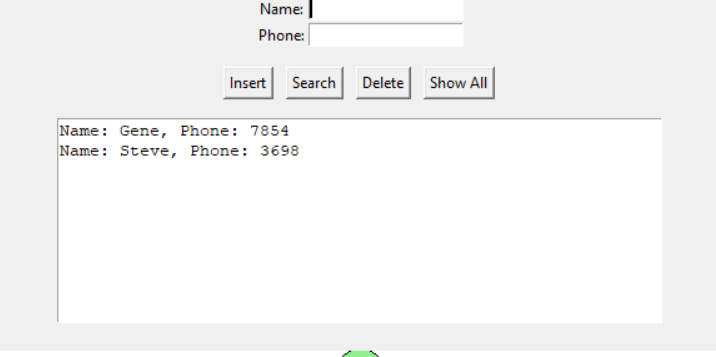 Name:
Phone:
Insert Search Delete Show All
Name: Gene, Phone: 7854
Name: Steve, Phone: 3698